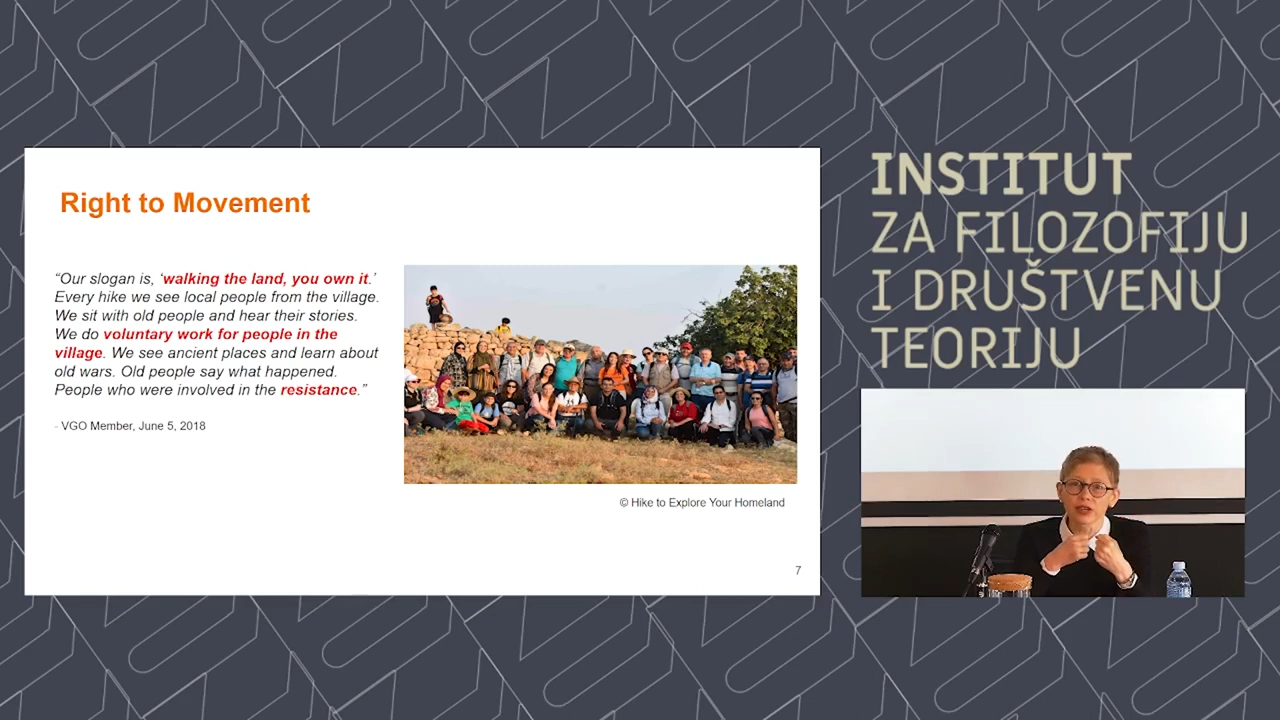 Right to Movement
“Our slogan is, ‘walking the land, you own it.’
Every hike we see local people from the village.
We sit with old people and hear their stories.
We do voluntary work for people in the
village. We see ancient places and learn about
old wars. Old people say what happened.
People who were involved in the resistance.”
- VGO Member, June 5, 2018
© Hike to Explore Your Homeland
7
INSTITUT
ZA FILOZOFIJU
I DRUŠTVENU
TEORIJU